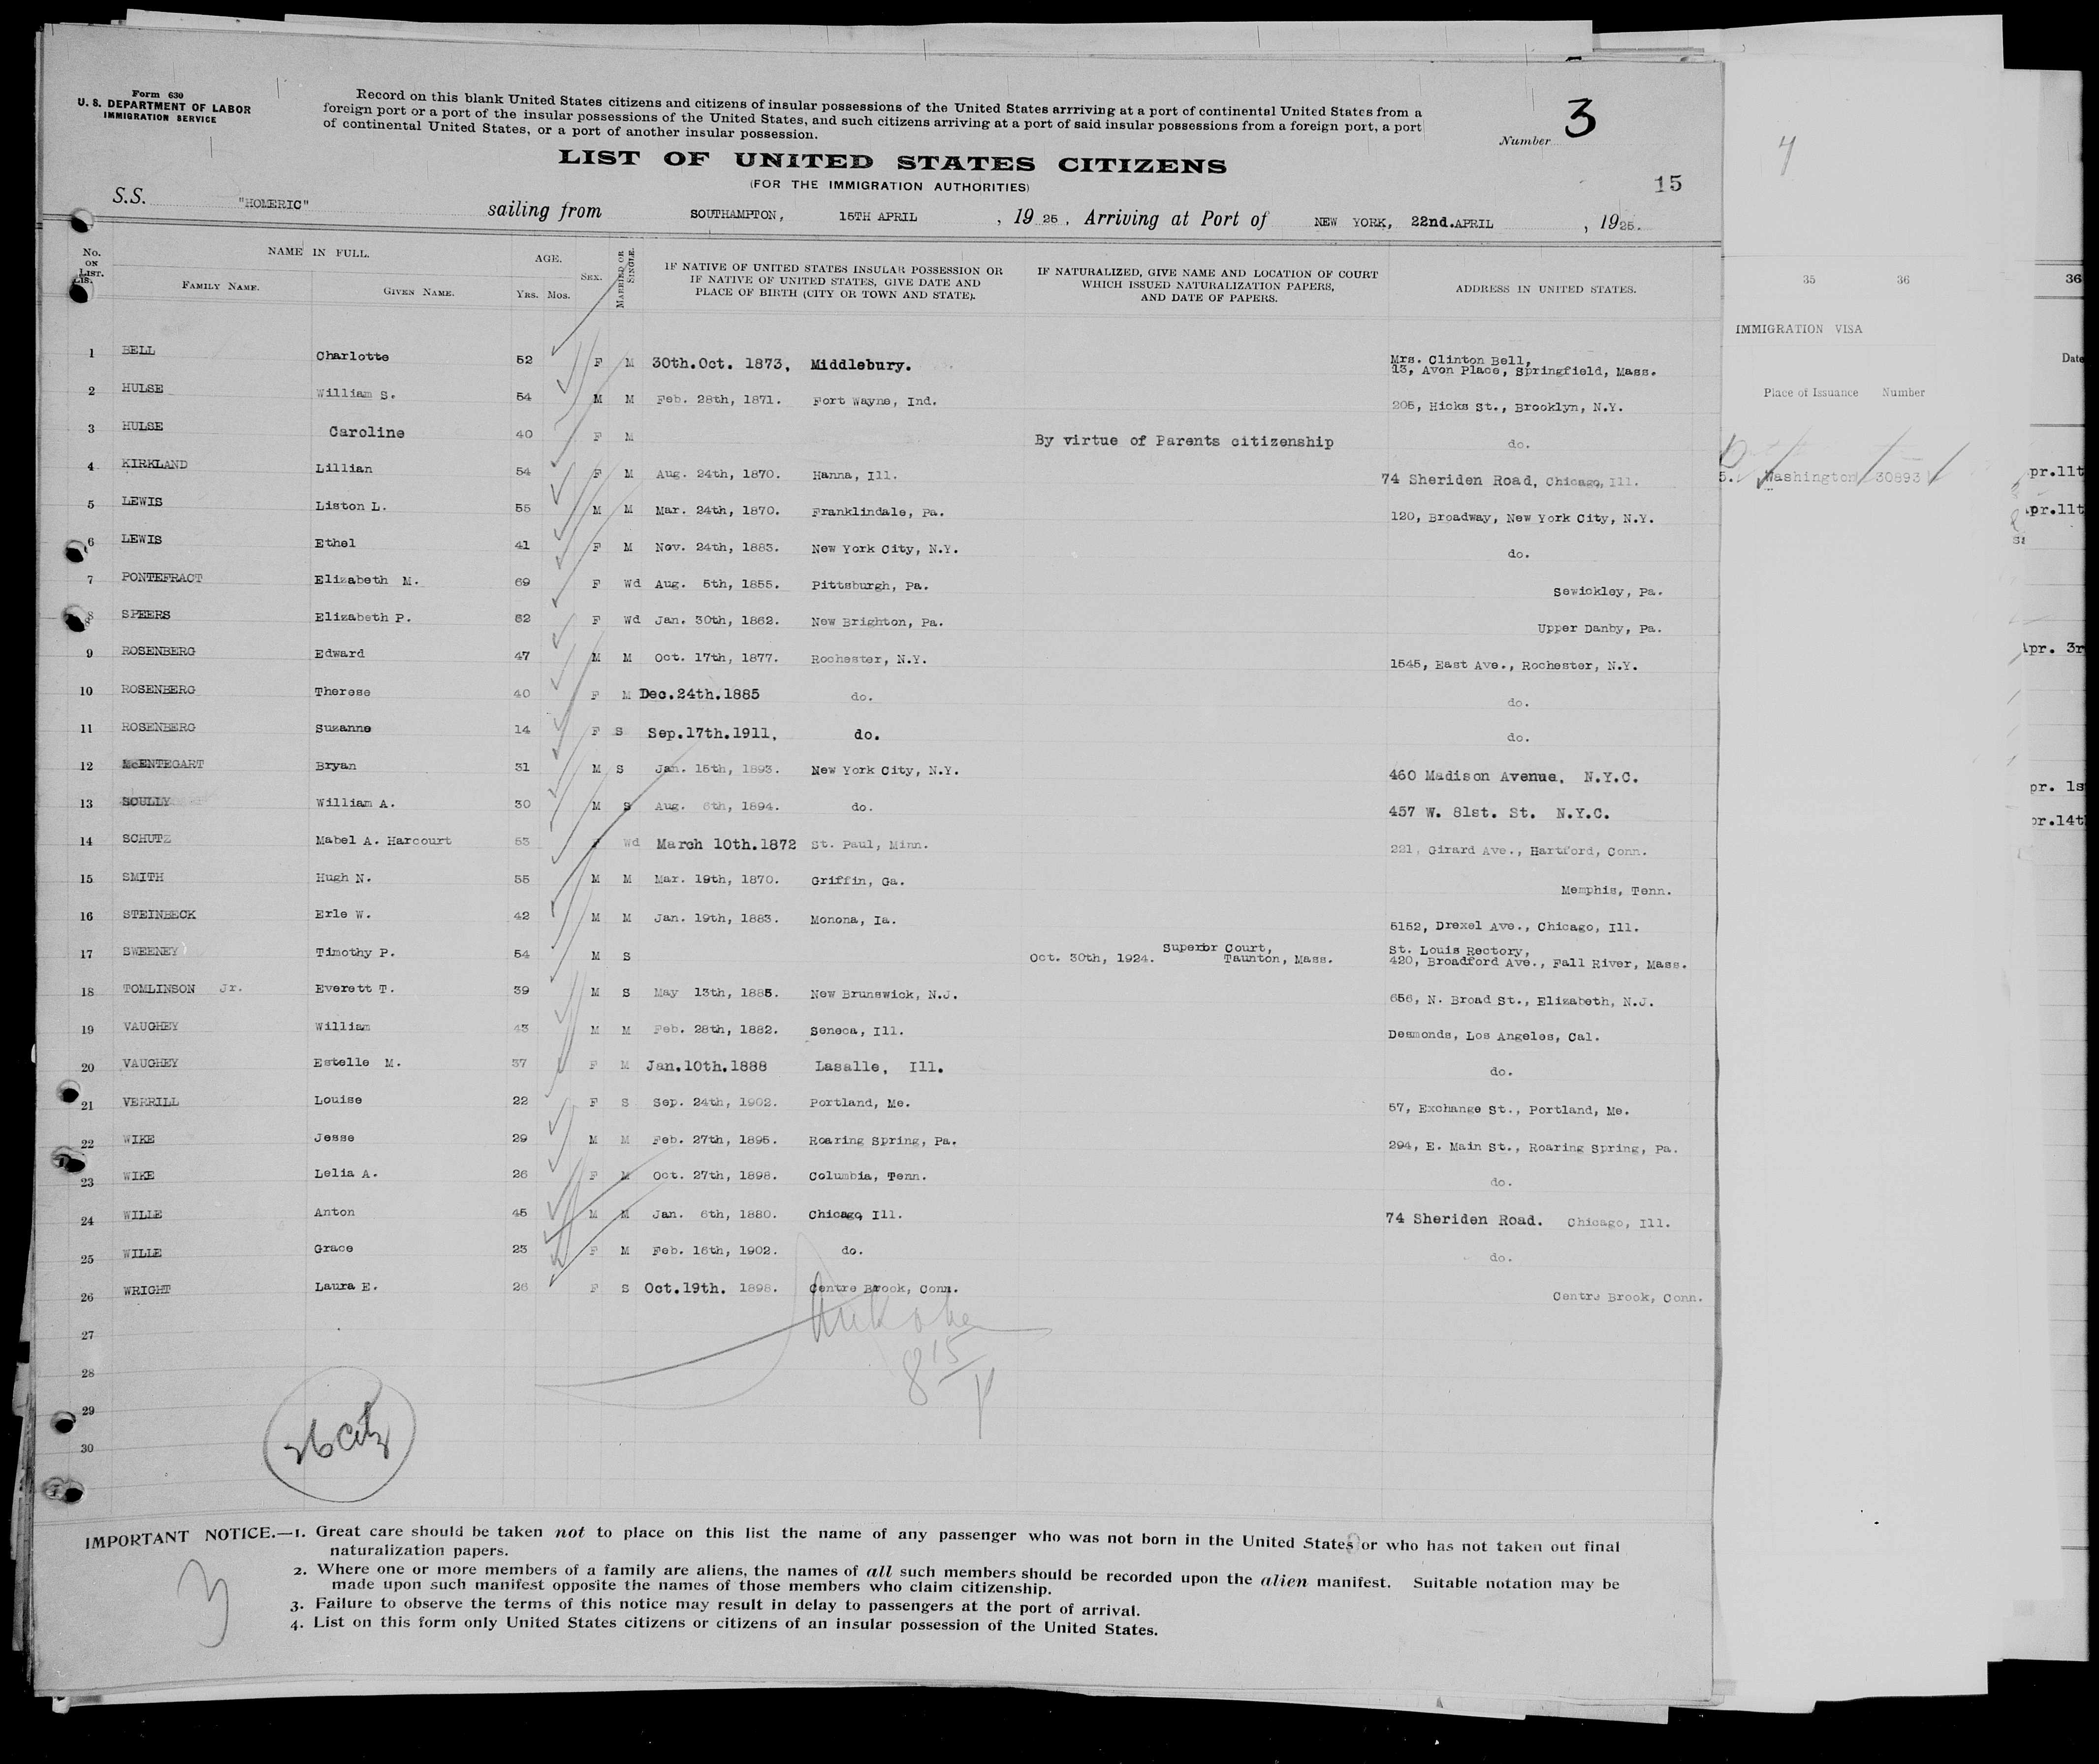 Form 630
U. S. DEPARTMENT OF LABOR
IMMIGRATION SERVICE
Record on this blank United States citizens and citizens of insular possessions of the United States arrriving at a port of continental United States from a
foreign port or a port of the insular possessions of the United States, and such citizens arriving at a port of said insular possessions from a foreign port, a port
of continental United States, or a port of another insular possession.
Number 3
LIST OF UNITED STATES CITIZENS
(FOR THE IMMIGRATION AUTHORITIES)
15
S.S. "HOMERIC" sailing from SOUTHAMPTON, 15TH APRIL , 19 25 , Arriving at Port of NEW YORK, 22nd.APRIL , 19 25.
No. ON LIST. NAME IN FULL. AGE. SEX. MARRIED OR SINGLE. IF NATIVE OF UNITED STATES INSULAR POSSESSION OR IF NATIVE OF UNITED STATES, GIVE DATE AND PLACE OF BIRTH (CITY OR TOWN AND STATE). IF NATURALIZED, GIVE NAME AND LOCATION OF COURT WHICH ISSUED NATURALIZATION PAPERS, AND DATE OF PAPERS. ADDRESS IN UNITED STATES.
FAMILY NAME. GIVEN NAME. YRS. MOS.
1 BELL Charlotte 52 F M 30th.Oct. 1873, Middlebury. Mrs. Clinton Bell,
13, Avon Place, Springfield, Mass.
2 HULSE William S. 54 M M Feb. 28th, 1871. Fort Wayne, Ind. 205, Hicks St., Brooklyn, N.Y.
3 HULSE Caroline 40 F M By virtue of Parents citizenship do.
4 KIRKLAND Lillian 54 F M Aug. 24th, 1870. Hanna, Ill. 74 Sheriden Road, Chicago, Ill.
5 LEWIS Liston L. 55 M M Mar. 24th, 1870. Franklindale, Pa. 120, Broadway, New York City, N.Y.
6 LEWIS Ethel 41 F M Nov. 24th, 1883. New York City, N.Y. do.
7 PONTEFRACT Elizabeth M. 69 F Wd Aug. 5th, 1855. Pittsburgh, Pa. Sewickley, Pa.
8 SPEERS Elizabeth P. 62 F Wd Jan. 30th, 1862. New Brighton, Pa. Upper Danby, Pa.
9 ROSENBERG Edward 47 M M Oct. 17th, 1877. Rochester, N.Y. 1545, East Ave., Rochester, N.Y.
10 ROSENBERG Therese 40 F M Dec.24th.1885 do. do.
11 ROSENBERG Suzanne 14 F S Sep.17th.1911, do. do.
12 McENTEGART Bryan 31 M S Jan. 15th, 1893. New York City, N.Y. 460 Madison Avenue, N.Y.C.
13 SCULLY William A. 30 M S Aug. 6th, 1894. do. 457 W. 81st. St. N.Y.C.
14 SCHUTZ Mabel A. Harcourt 53 F Wd March 10th.1872 St. Paul, Minn. 221, Girard Ave., Hartford, Conn.
15 SMITH Hugh N. 55 M M Mar. 19th, 1870. Griffin, Ga. Memphis, Tenn.
16 STEINBECK Erle W. 42 M M Jan. 19th, 1883. Monona, Ia. 5152, Drexel Ave., Chicago, Ill.
17 SWEENEY Timothy P. 54 M S Oct. 30th, 1924. Superior Court, Taunton, Mass. St. Louis Rectory,
420, Broadford Ave., Fall River, Mass.
18 TOMLINSON Jr. Everett T. 39 M S May 13th, 1885. New Brunswick, N.J. 656, N. Broad St., Elizabeth, N.J.
19 VAUGHEY William 43 M M Feb. 28th, 1882. Seneca, Ill. Desmonds, Los Angeles, Cal.
20 VAUGHEY Estelle M. 37 F M Jan.10th.1888 Lasalle, Ill. do.
21 VERRILL Louise 22 F S Sep. 24th, 1902. Portland, Me. 57, Exchange St., Portland, Me.
22 WIKE Jesse 29 M M Feb. 27th, 1895. Roaring Spring, Pa. 294, E. Main St., Roaring Spring, Pa.
23 WIKE Lelia A. 26 F M Oct. 27th, 1898. Columbia, Tenn. do.
24 WILLE Anton 45 M M Jan. 6th, 1880. Chicago, Ill. 74 Sheriden Road. Chicago, Ill.
25 WILLE Grace 23 F M Feb. 16th, 1902. do. do.
26 WRIGHT Laura E. 26 F S Oct.19th. 1898. Centre Brook, Conn. Centre Brook, Conn.
27
28
29
30
8 15
26 Citz
IMPORTANT NOTICE.—1. Great care should be taken not to place on this list the name of any passenger who was not born in the United States or who has not taken out final
naturalization papers.
2. Where one or more members of a family are aliens, the names of all such members should be recorded upon the alien manifest. Suitable notation may be
made upon such manifest opposite the names of those members who claim citizenship.
3. Failure to observe the terms of this notice may result in delay to passengers at the port of arrival.
4. List on this form only United States citizens or citizens of an insular possession of the United States.
3
4
35 36
IMMIGRATION VISA
Place of Issuance Number
5. Washington 30893
36
Date
pr.11t
pr.11t
Apr. 3r
pr. 1s
pr.14t